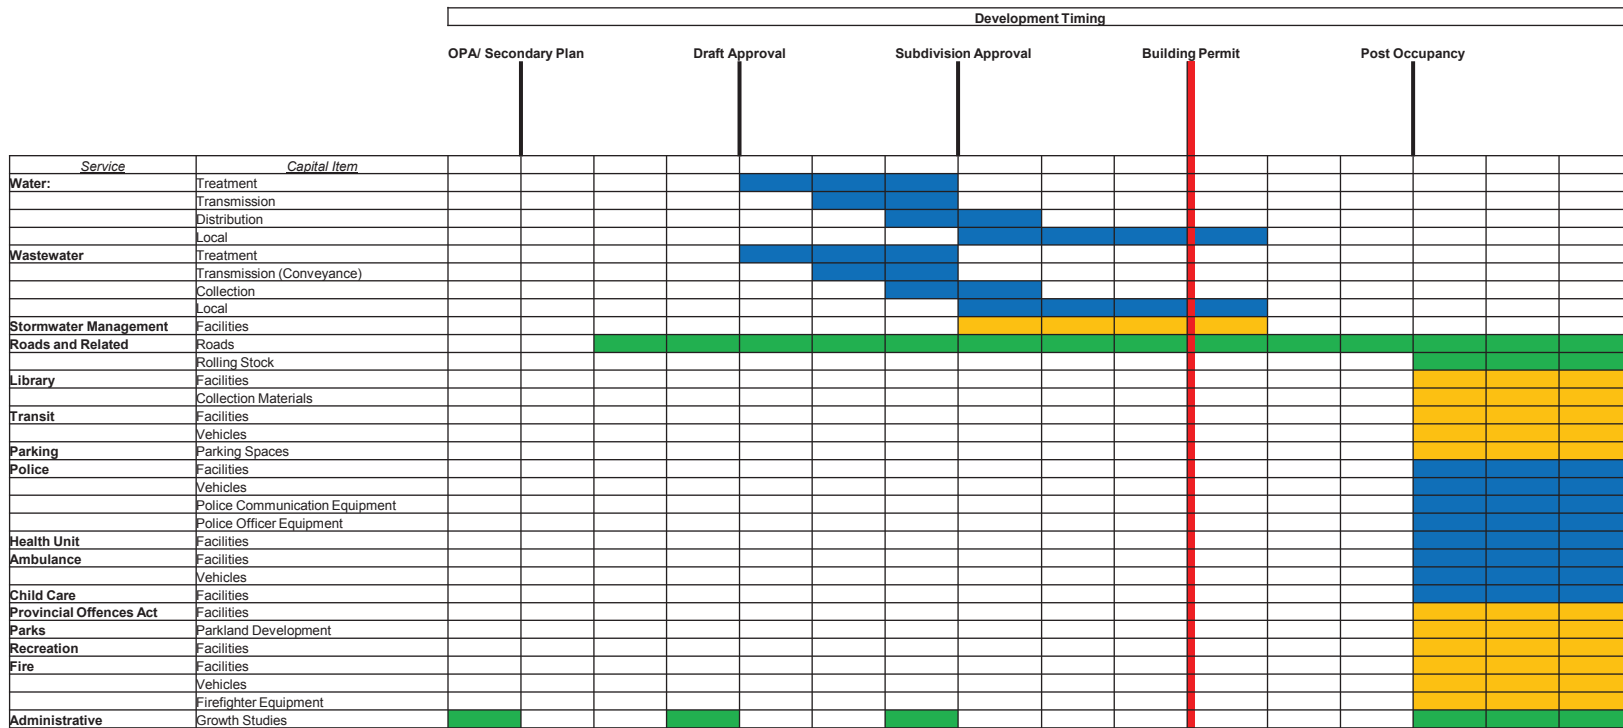 Development Timing
OPA/ Secondary Plan Draft Approval Subdivision Approval Building Permit Post Occupancy
Service Capital Item
Water: Treatment
Transmission
Distribution
Local
Wastewater Treatment
Transmission (Conveyance)
Collection
Local
Stormwater Management Facilities
Roads and Related Roads
Rolling Stock
Library Facilities
Collection Materials
Transit Facilities
Vehicles
Parking Parking Spaces
Police Facilities
Vehicles
Police Communication Equipment
Police Officer Equipment
Health Unit Facilities
Ambulance Facilities
Vehicles
Child Care Facilities
Provincial Offences Act Facilities
Parks Parkland Development
Recreation Facilities
Fire Facilities
Vehicles
Firefighter Equipment
Administrative Growth Studies